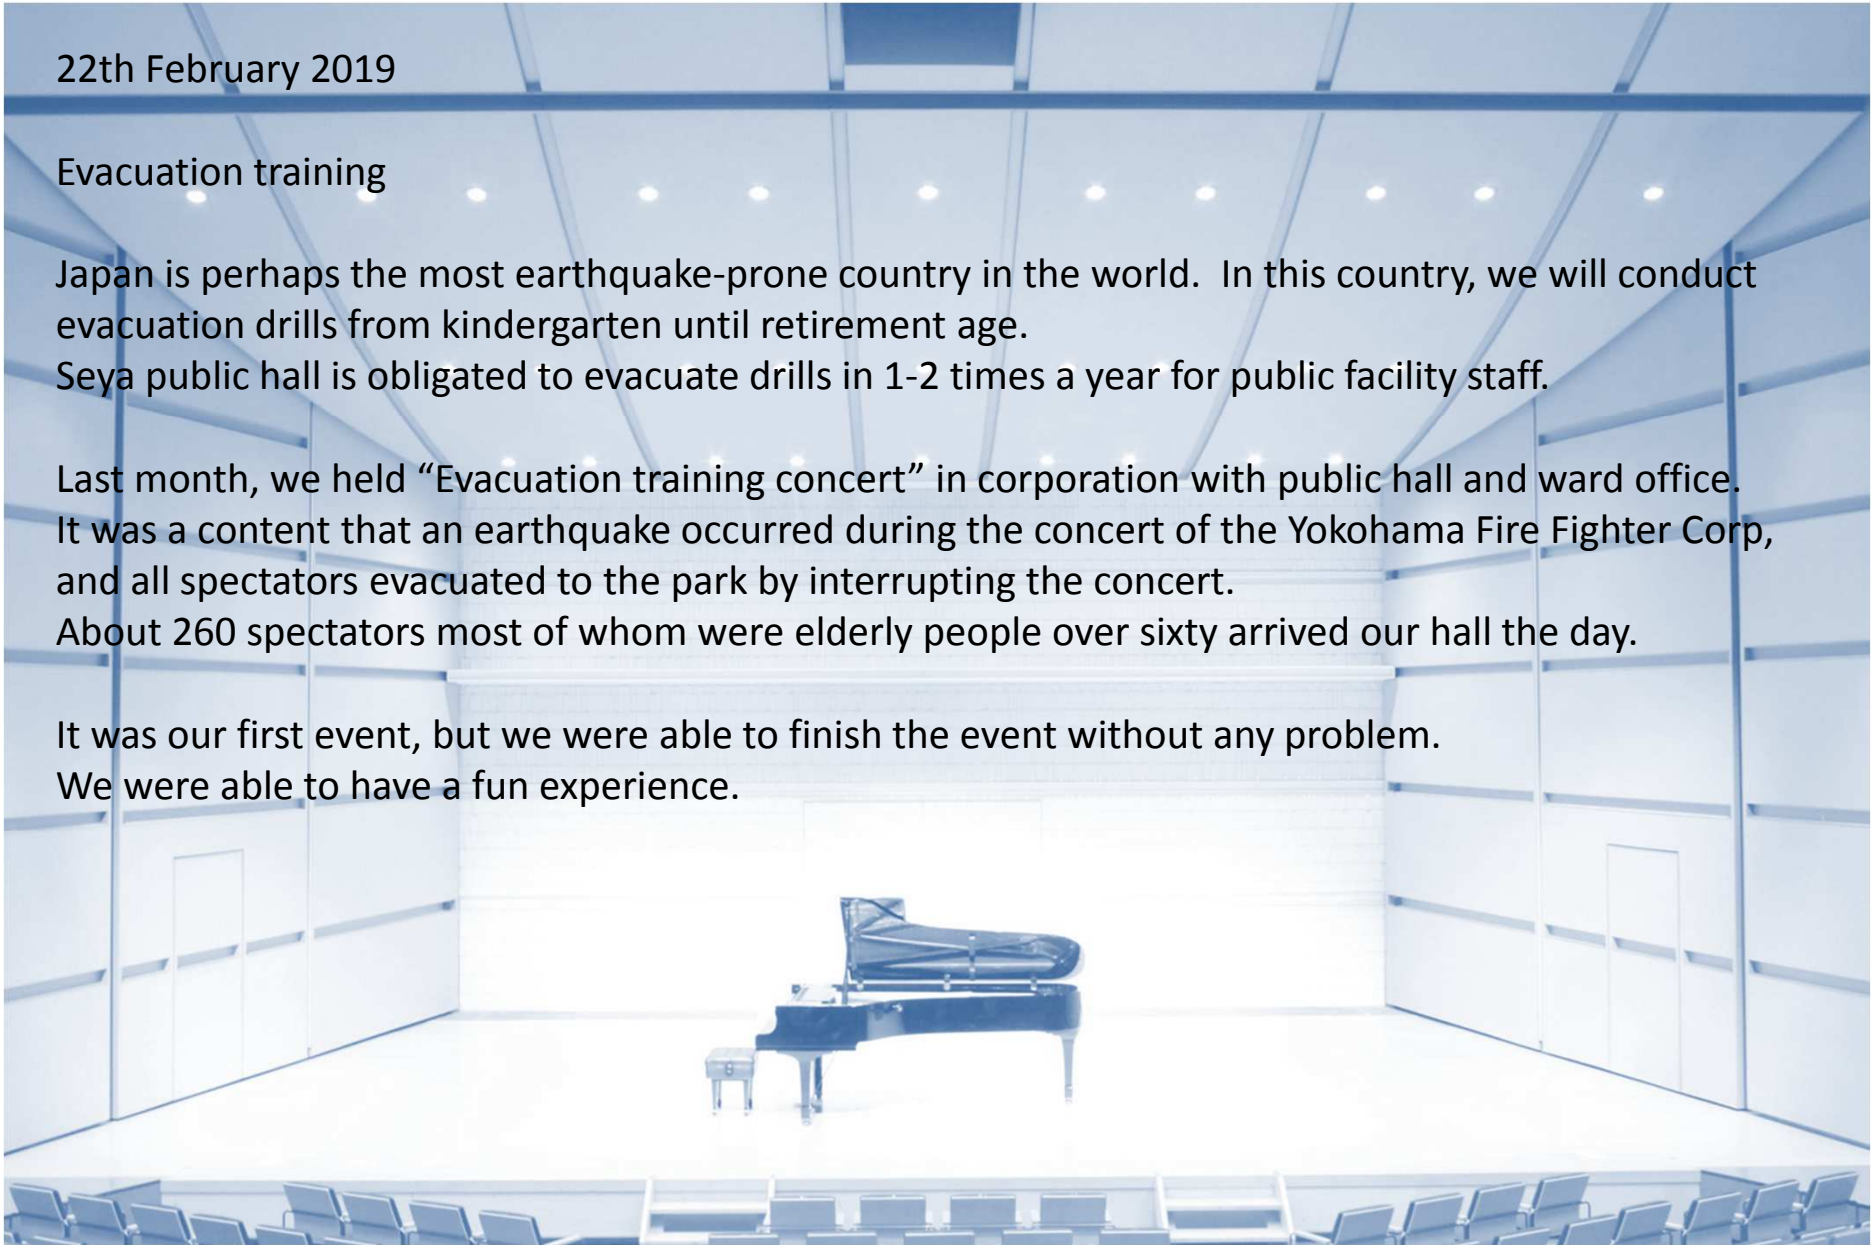 22th February 2019
Evacuation training
Japan is perhaps the most earthquake-prone country in the world.  In this country, we will conduct
evacuation drills from kindergarten until retirement age.
Seya public hall is obligated to evacuate drills in 1-2 times a year for public facility staff.
Last month, we held “Evacuation training concert” in corporation with public hall and ward office.
It was a content that an earthquake occurred during the concert of the Yokohama Fire Fighter Corp,
and all spectators evacuated to the park by interrupting the concert.
About 260 spectators most of whom were elderly people over sixty arrived our hall the day.
It was our first event, but we were able to finish the event without any problem.
We were able to have a fun experience.